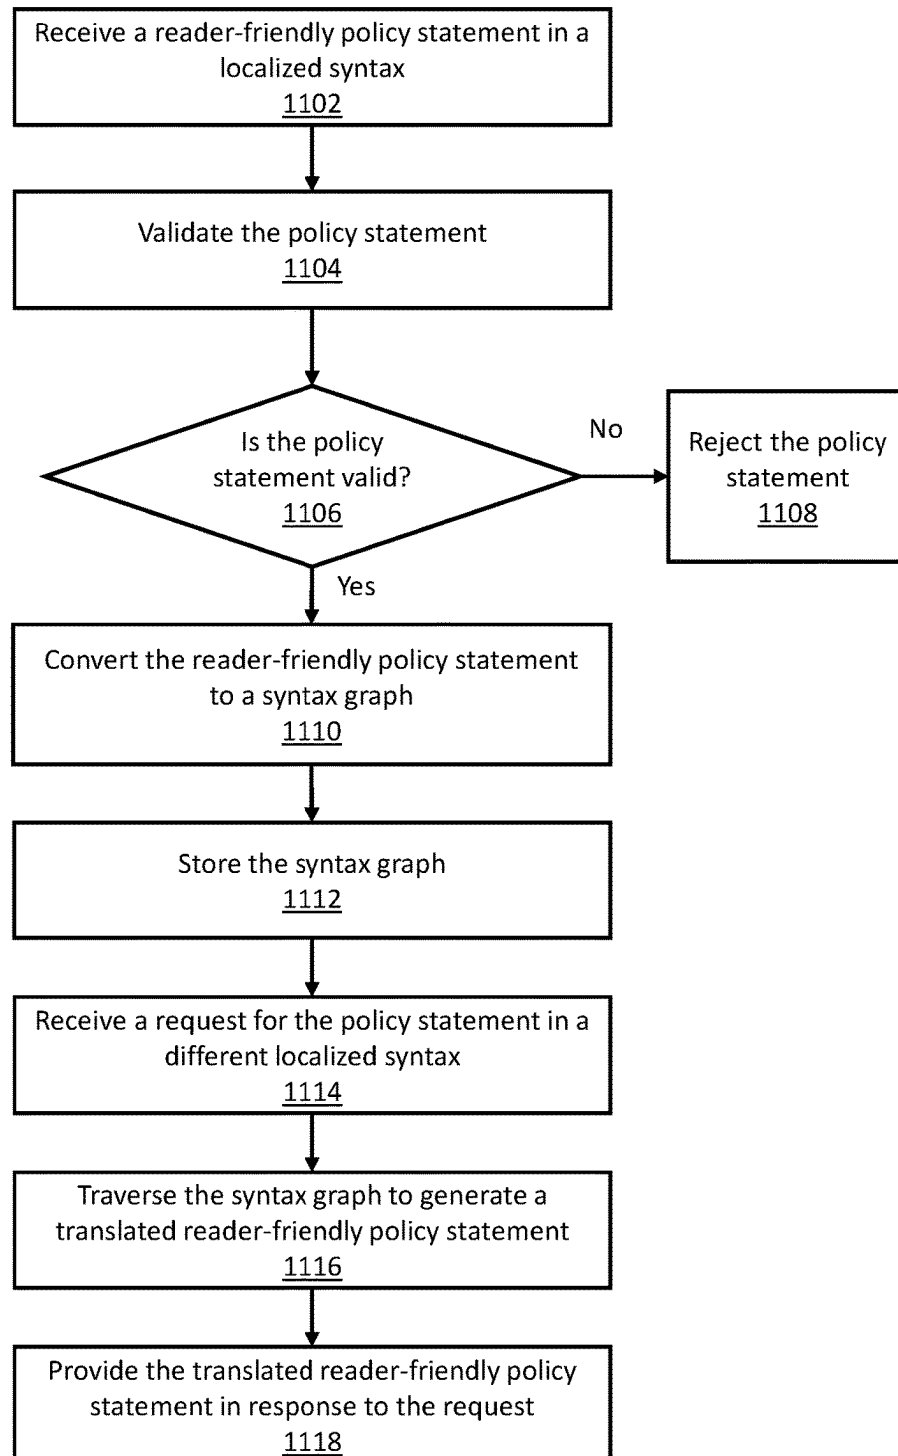 Receive a reader-friendly policy statement in a
localized syntax
1102
Validate the policy statement
1104
Is the policy
statement valid?
1106
No
Reject the policy
statement
1108
Yes
Convert the reader-friendly policy statement
to a syntax graph
1110
Store the syntax graph
1112
Receive a request for the policy statement in a
different localized syntax
1114
Traverse the syntax graph to generate a
translated reader-friendly policy statement
1116
Provide the translated reader-friendly policy
statement in response to the request
1118